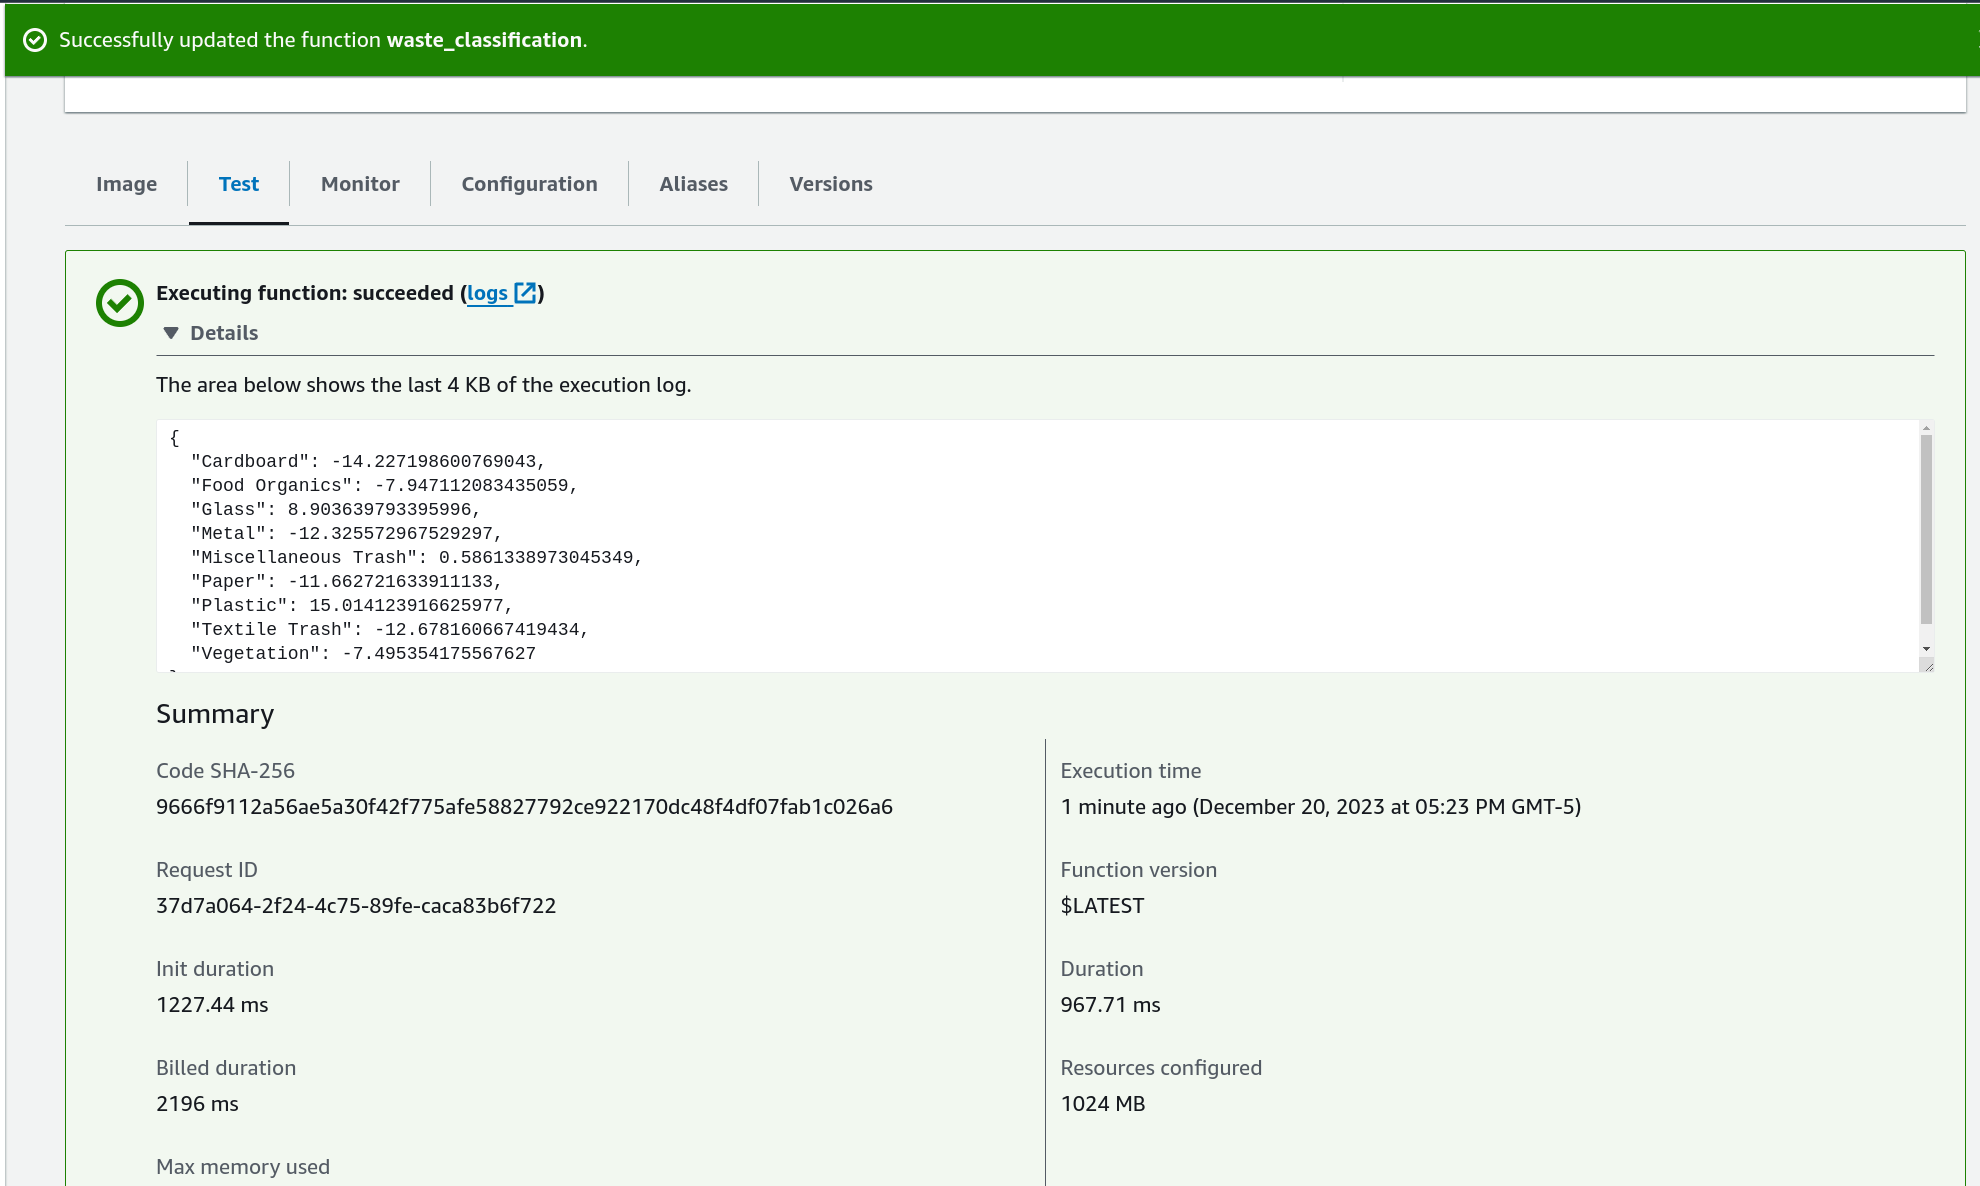 Successfully updated the function waste_classification.
Image
Test
Monitor
Configuration
Aliases
Versions
Executing function: succeeded (logs)
Details
The area below shows the last 4 KB of the execution log.
{
"Cardboard": -14.227198600769043,
"Food Organics": -7.947112083435059,
"Glass": 8.903639793395996,
"Metal": -12.325572967529297,
"Miscellaneous Trash": 0.5861338973045349,
"Paper": -11.662721633911133,
"Plastic": 15.014123916625977,
"Textile Trash": -12.678160667419434,
"Vegetation": -7.495354175567627
Summary
Code SHA-256
9666f9112a56ae5a30f42f775afe58827792ce922170dc48f4df07fab1c026a6
Execution time
1 minute ago (December 20, 2023 at 05:23 PM GMT-5)
Request ID
37d7a064-2f24-4c75-89fe-caca83b6f722
Function version
$LATEST
Init duration
1227.44 ms
Duration
967.71 ms
Billed duration
2196 ms
Resources configured
1024 MB
Max memory used